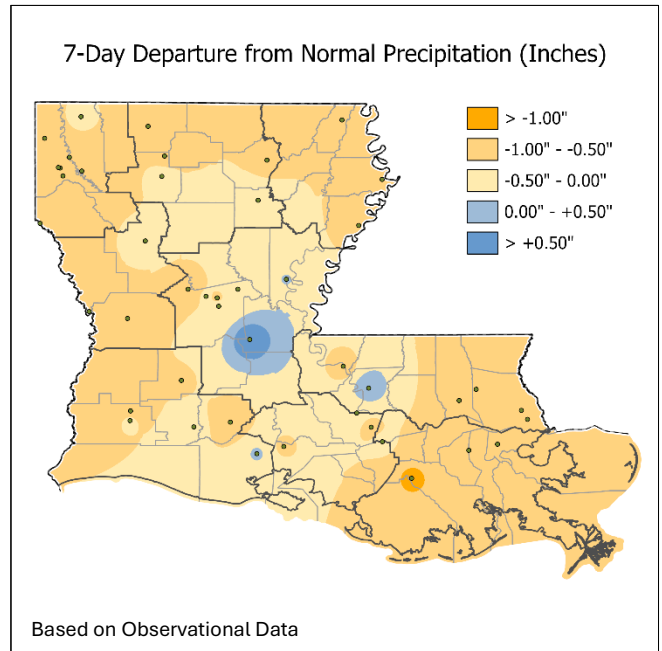 7-Day Departure from Normal Precipitation (Inches)
> -1.00"
-1.00" - -0.50"
-0.50" - 0.00"
0.00" - +0.50"
> +0.50"
Based on Observational Data